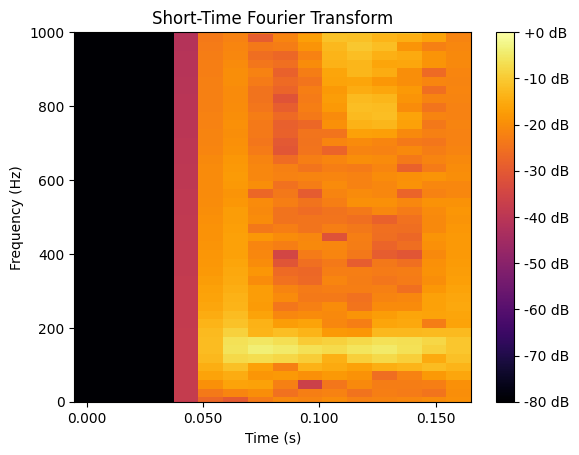 Short-Time Fourier Transform
1000
800
600
400
200
0
Frequency (Hz)
0.000
0.050
0.100
0.150
Time (s)
+0 dB
-10 dB
-20 dB
-30 dB
-40 dB
-50 dB
-60 dB
-70 dB
-80 dB